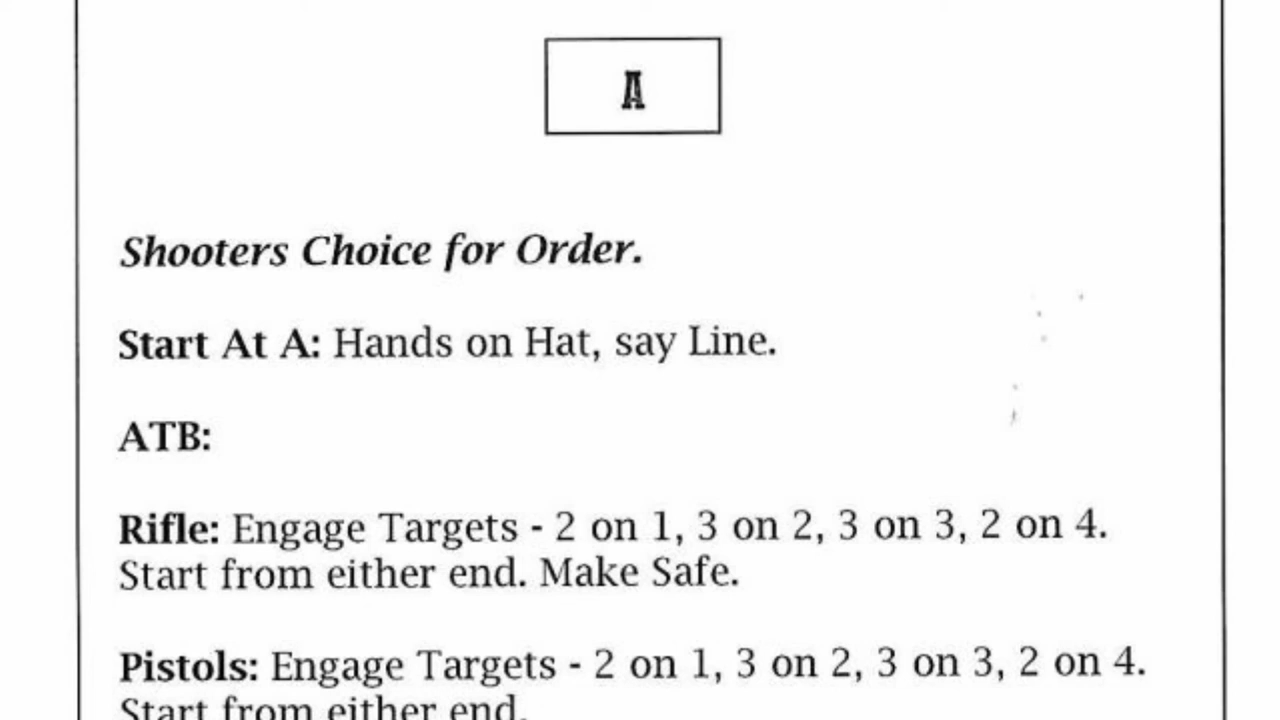 A
Shooters Choice for Order.
Start At A: Hands on Hat, say Line.
ATB:
Rifle: Engage Targets - 2 on 1, 3 on 2, 3 on 3, 2 on 4.
Start from either end. Make Safe.
Pistols: Engage Targets - 2 on 1, 3 on 2, 3 on 3, 2 on 4.
Start from either end.